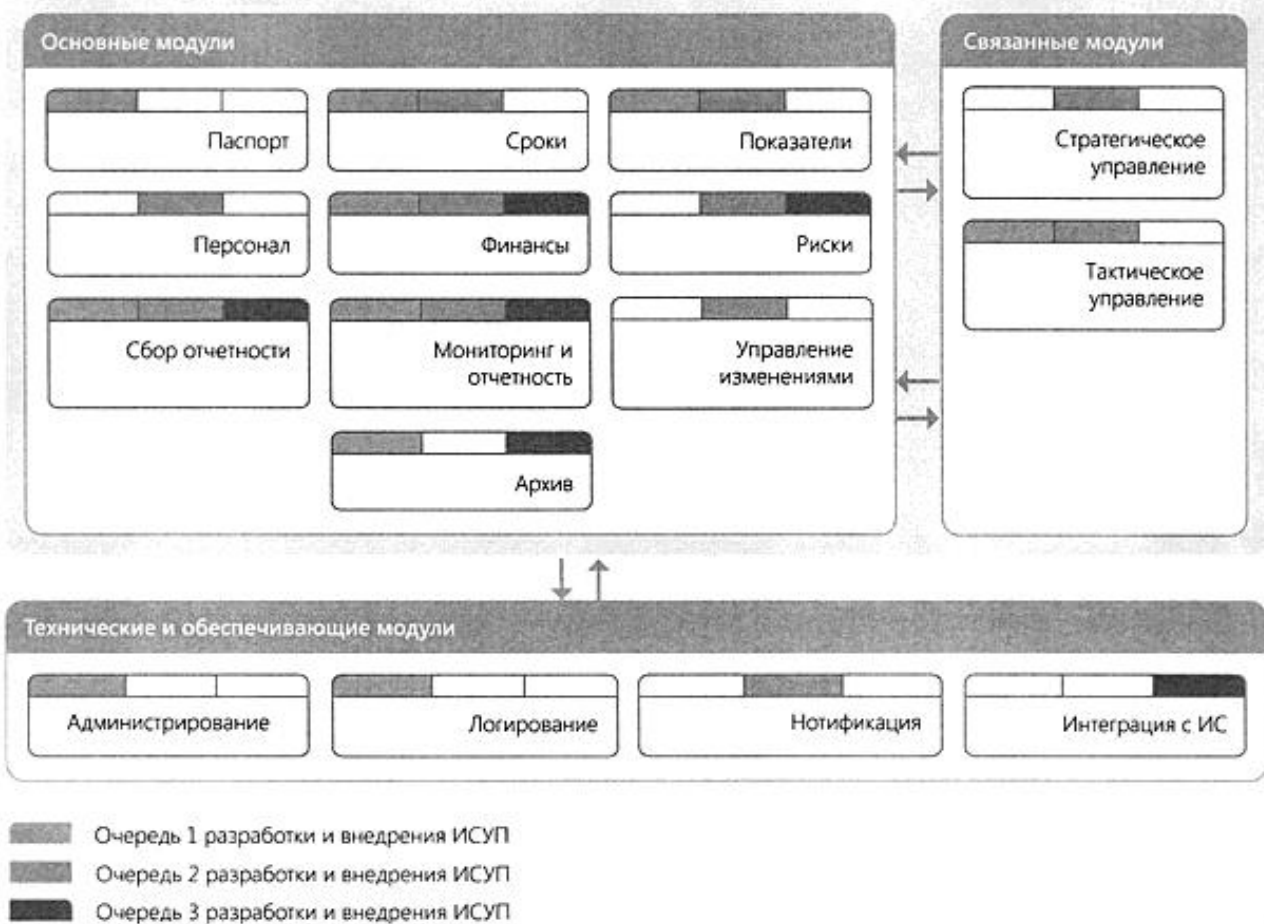 Основные модули
Связанные модули
Паспорт
Сроки
Показатели
Стратегическое
управление
Персонал
Финансы
Риски
Тактическое
управление
Сбор отчетности
Мониторинг и
отчетность
Управление
изменениями
Архив
Технические и обеспечивающие модули
Администрирование
Логирование
Нотификация
Интеграция с ИС
Очередь 1 разработки и внедрения ИСУП
Очередь 2 разработки и внедрения ИСУП
Очередь 3 разработки и внедрения ИСУП